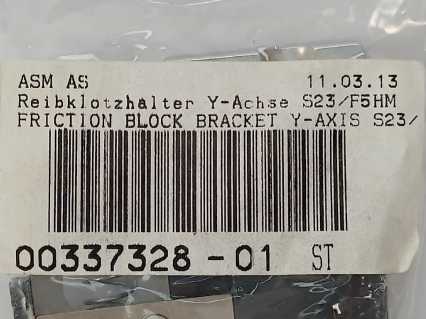 ASM AS 11.03.13
Reibklotzhalter Y-Achse S23/F5HM
FRICTION BLOCK BRACKET Y-AXIS S23/
00337328-01 ST